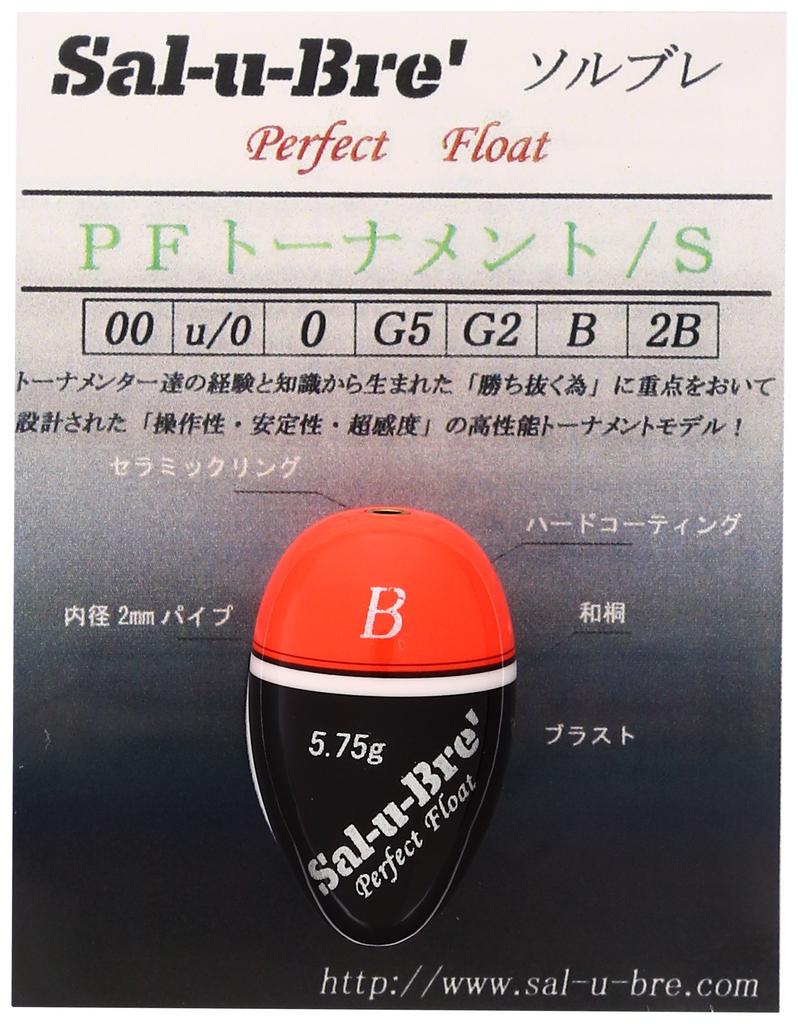 Sal-u-Bre' ソルブレ
Perfect Float
PFトーナメント/S
00 u/0 0 G5 G2 B 2B
トーナメンター達の経験と知識から生まれた「勝ち抜く為」に重点をおいて
設計された「操作性・安定性・超感度」の高性能トーナメントモデル！
セラミックリング
ハードコーティング
B
内径2mmパイプ
和桐
5.75g
ブラスト
Sal-u-Bre'
Perfect Float
http://www.sal-u-bre.com